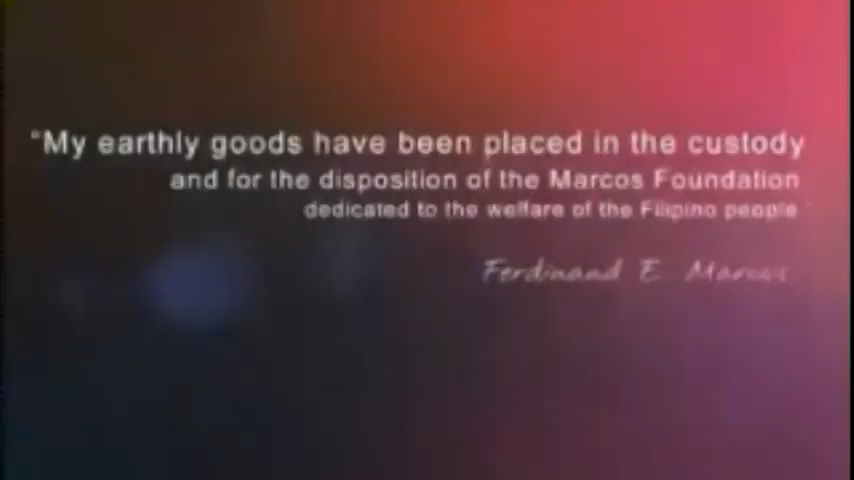 "My earthly goods have been placed in the custody
and for the disposition of the Marcos Foundation
dedicated to the welfare of the Filipino people"
Ferdinand E. Marcos